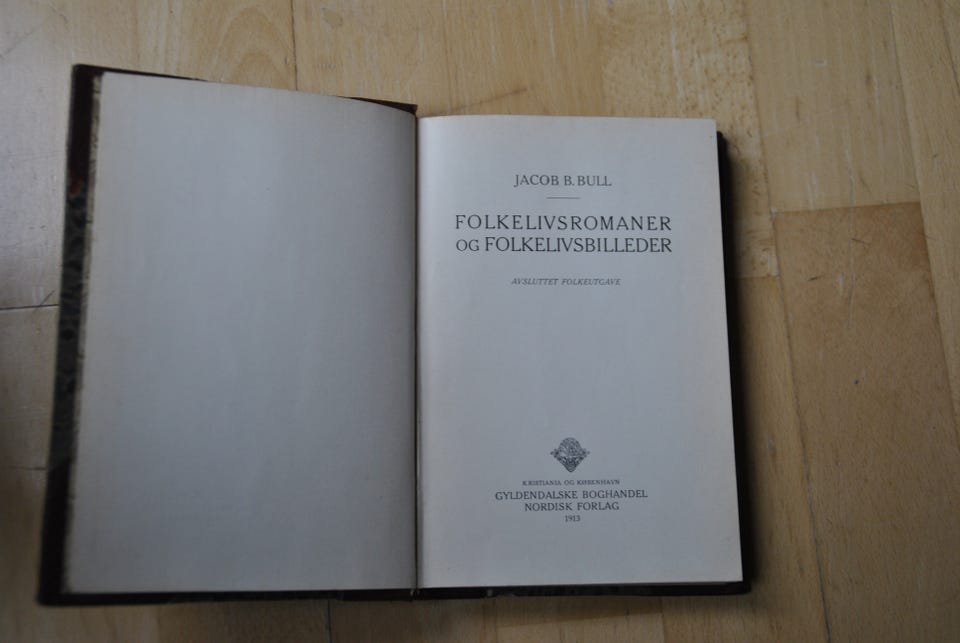 JACOB B. BULL
FOLKELIVSROMANER
OG FOLKELIVSBILLEDER
AVSLUTTET FOLKEUTGAVE
KRISTIANIA OG KØBENHAVN
GYLDENDALSKE BOGHANDEL
NORDISK FORLAG
1913